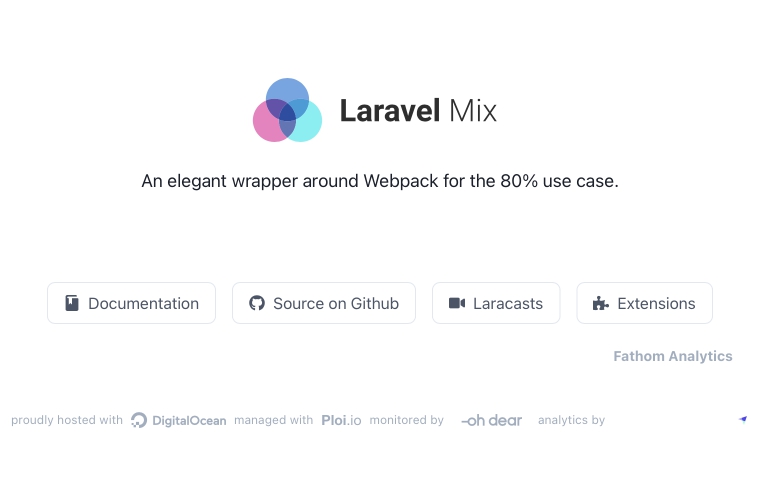 Laravel Mix
An elegant wrapper around Webpack for the 80% use case.
Documentation
Source on Github
Laracasts
Extensions
Fathom Analytics
proudly hosted with DigitalOcean managed with Ploi.io monitored by oh dear analytics by